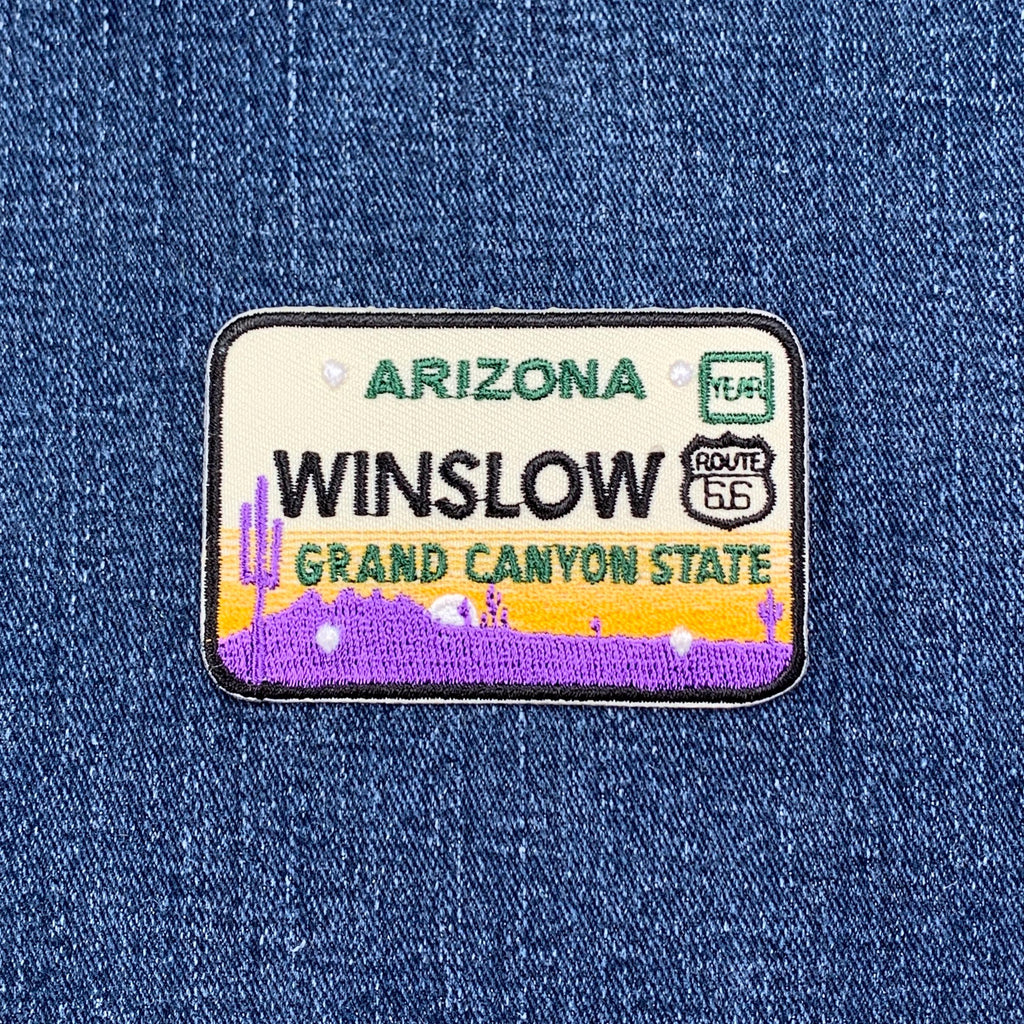 ARIZONA
YEAR
WINSLOW
ROUTE
66
GRAND CANYON STATE